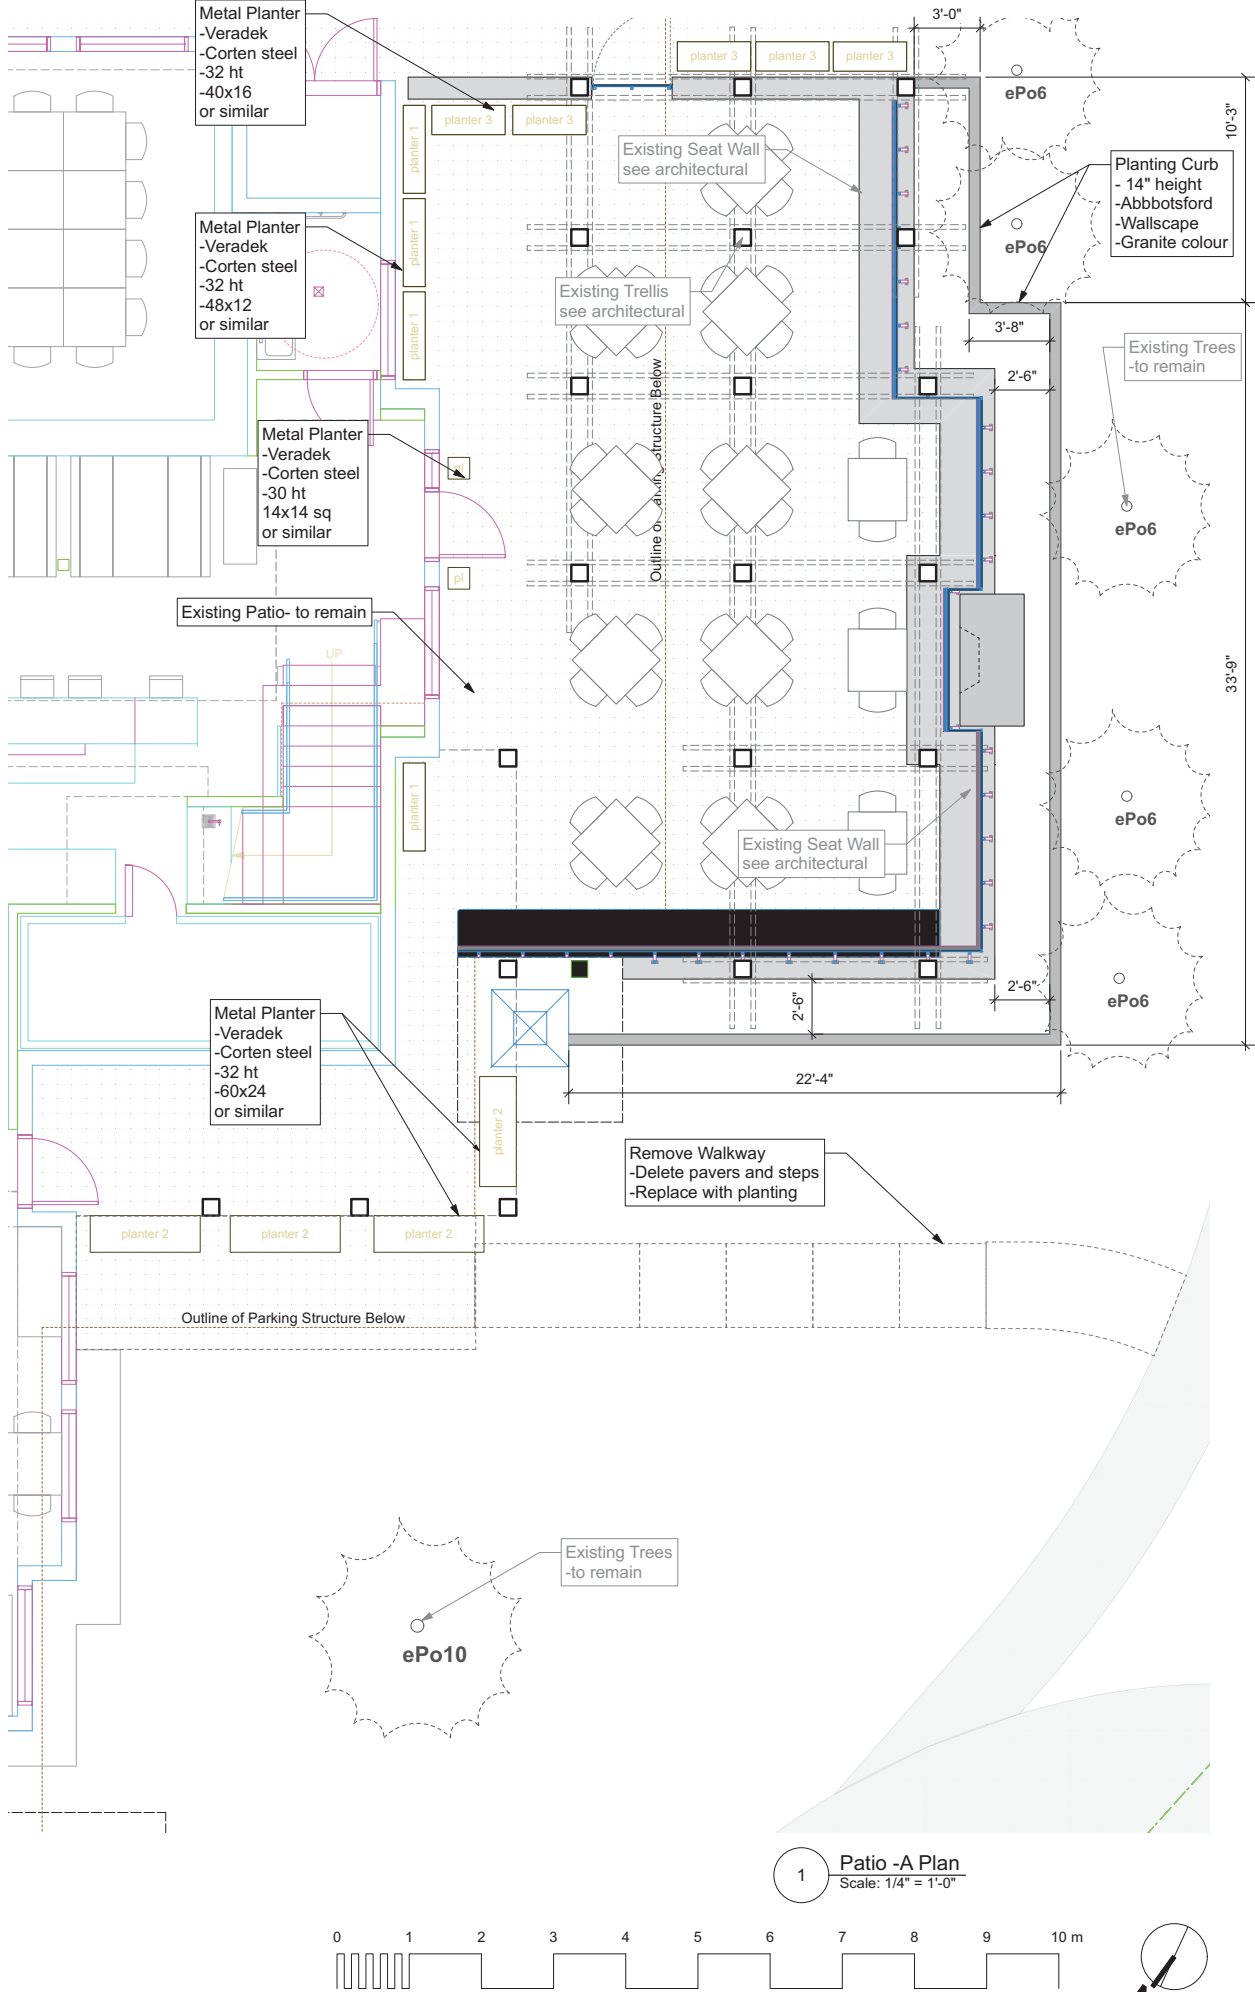 Metal Planter
-Veradek
-Corten steel
-32 ht
-40x16
or similar
3'-0"
planter 3
planter 3
planter 3
ePo6
10'-3"
planter 3
planter 3
planter 1
Existing Seat Wall
see architectural
Planting Curb
- 14" height
-Abbbotsford
-Wallscape
-Granite colour
Metal Planter
-Veradek
-Corten steel
-32 ht
-48x12
or similar
planter 1
ePo6
Existing Trellis
see architectural
planter 1
3'-8"
Existing Trees
-to remain
2'-6"
Metal Planter
-Veradek
-Corten steel
-30 ht
14x14 sq
or similar
pl
Outline of Parking Structure Below
ePo6
pl
Existing Patio- to remain
UP
33'-9"
planter 1
ePo6
Existing Seat Wall
see architectural
2'-6"
2'-6"
ePo6
Metal Planter
-Veradek
-Corten steel
-32 ht
-60x24
or similar
22'-4"
planter 2
Remove Walkway
-Delete pavers and steps
-Replace with planting
planter 2
planter 2
planter 2
Outline of Parking Structure Below
Existing Trees
-to remain
ePo10
1
Patio -A Plan
Scale: 1/4" = 1'-0"
0 1 2 3 4 5 6 7 8 9 10 m